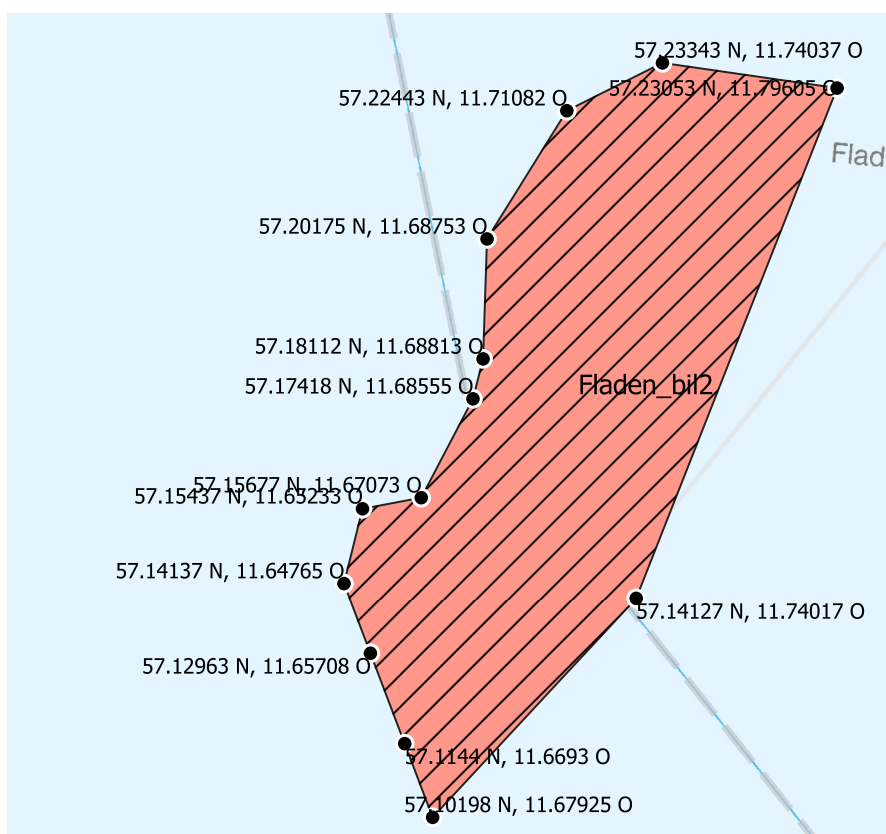 57.23343 N, 11.74037 O
57.23053 N, 11.79605 O
57.22443 N, 11.71082 O
Flad
57.20175 N, 11.68753 O
57.18112 N, 11.68813 O
57.17418 N, 11.68555 O
Fladen_bil2
57.15677 N, 11.67073 O
57.15437 N, 11.65233 O
57.14137 N, 11.64765 O
57.14127 N, 11.74017 O
57.12963 N, 11.65708 O
57.1144 N, 11.6693 O
57.10198 N, 11.67925 O